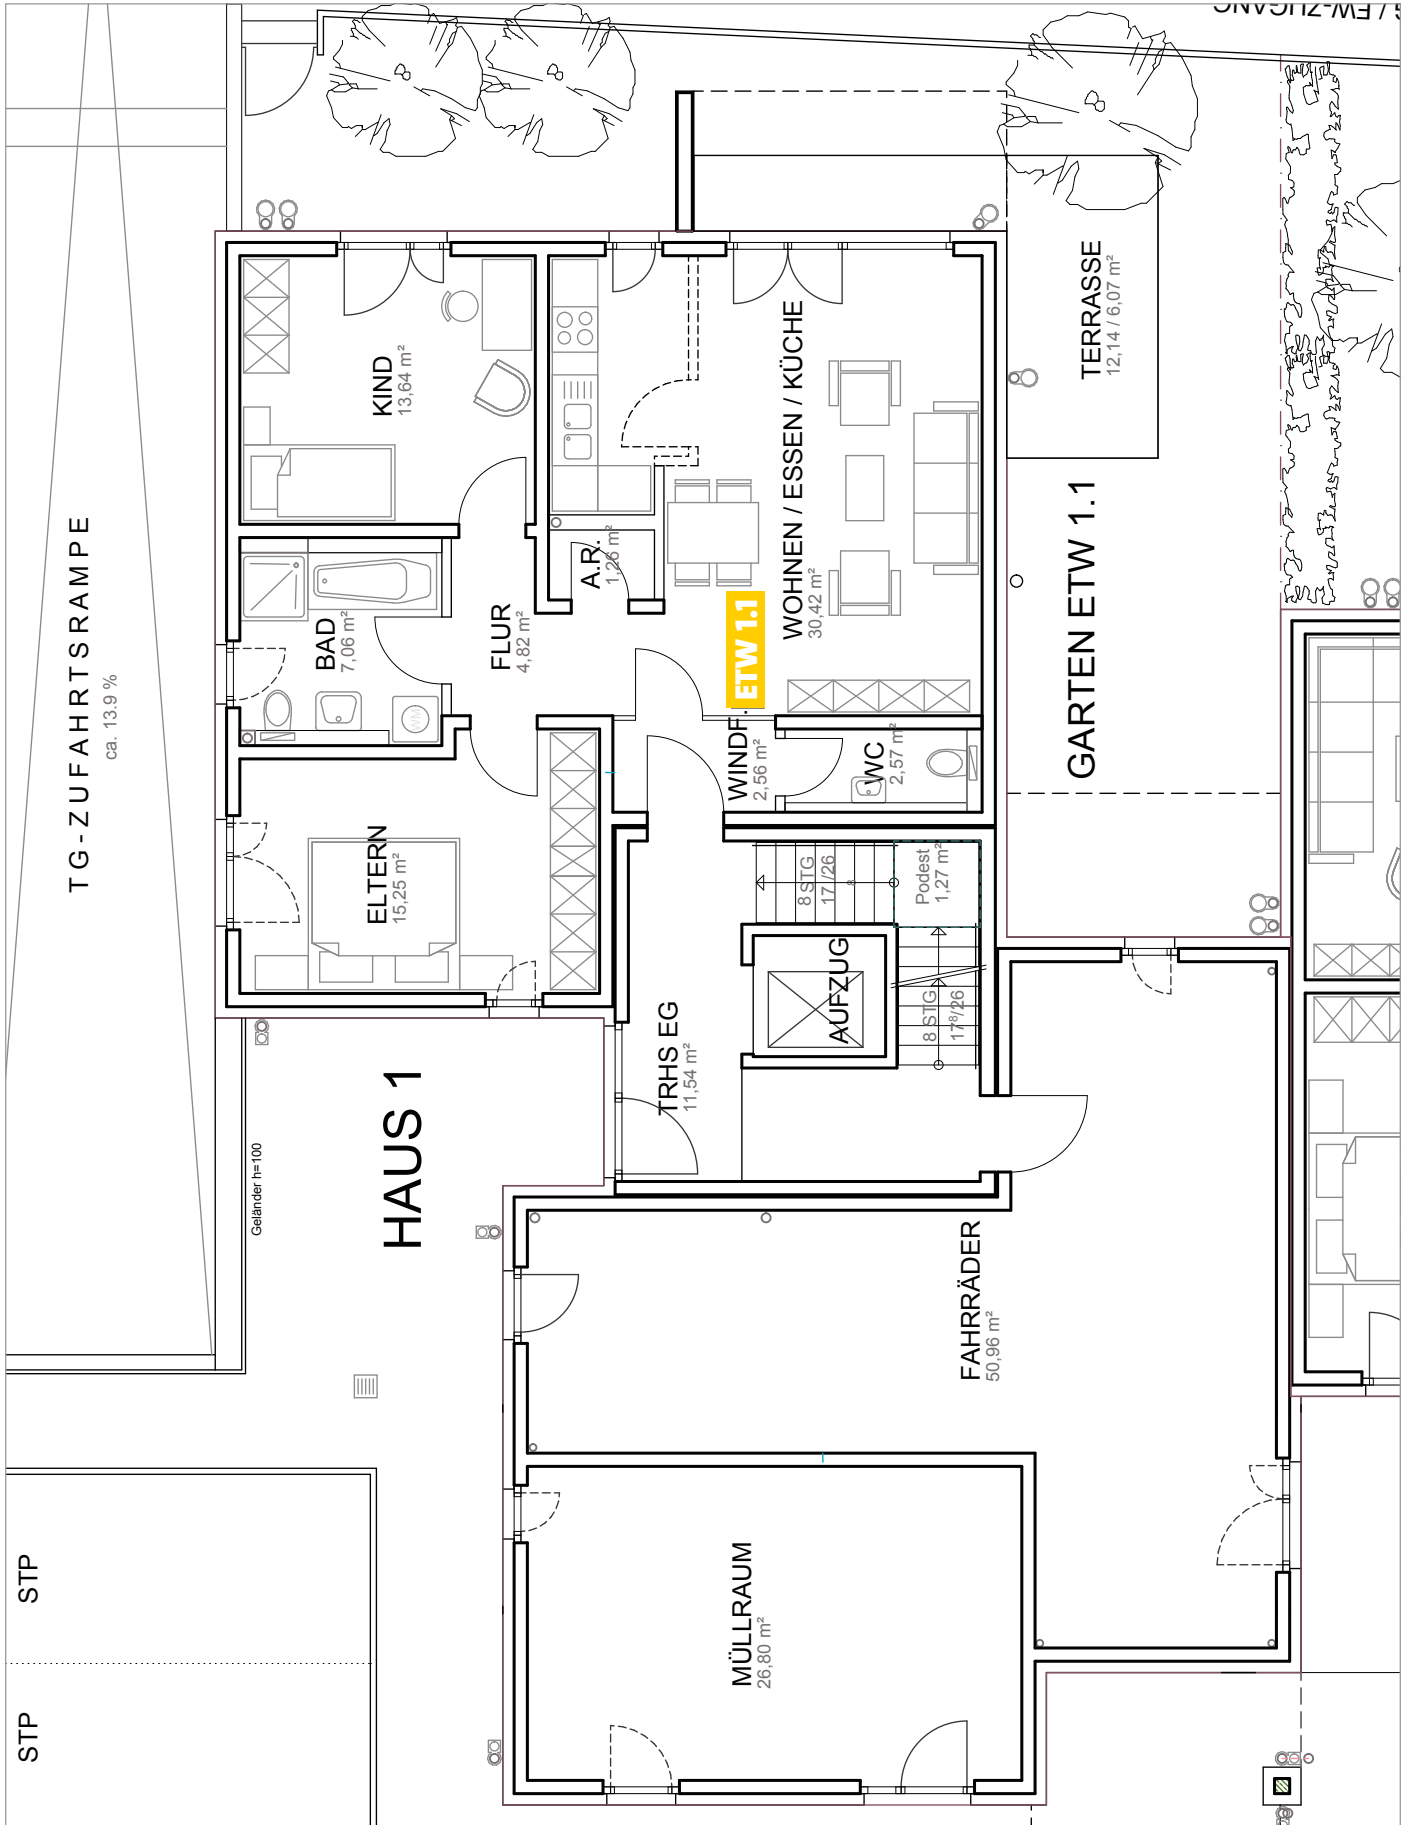 TG-ZUFAHRTSRAMPE
ca. 13.9 %
KIND
13,64 m²
BAD
7,06 m²
FLUR
4,82 m²
A.R.
1,26 m²
WOHNEN / ESSEN / KÜCHE
30,42 m²
ETW 1.1
WINDF.
2,56 m²
WC
2,57 m²
WM
ELTERN
15,25 m²
TERRASSE
12,14 / 6,07 m²
GARTEN ETW 1.1
8 STG
Podest
1,27 m²
AUFZUG
8 STG
17⁸/26
TRHS EG
11,54 m²
HAUS 1
Geländer h=100
FAHRRÄDER
50,96 m²
MÜLLRAUM
26,80 m²
STP
STP